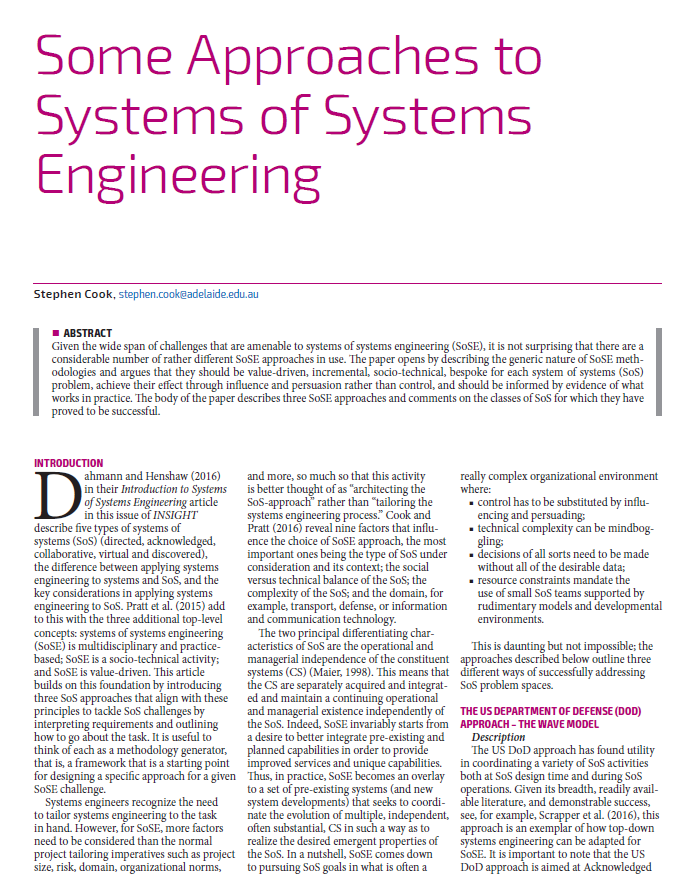 Some Approaches to
Systems of Systems
Engineering
Stephen Cook, stephen.cook@adelaide.edu.au
■ ABSTRACT
Given the wide span of challenges that are amenable to systems of systems engineering (SoSE), it is not surprising that there are a
considerable number of rather different SoSE approaches in use. The paper opens by describing the generic nature of SoSE meth-
odologies and argues that they should be value-driven, incremental, socio-technical, bespoke for each system of systems (SoS)
problem, achieve their effect through influence and persuasion rather than control, and should be informed by evidence of what
works in practice. The body of the paper describes three SoSE approaches and comments on the classes of SoS for which they have
proved to be successful.
INTRODUCTION
Dahmann and Henshaw (2016)
in their Introduction to Systems
of Systems Engineering article
in this issue of INSIGHT
describe five types of systems of
systems (SoS) (directed, acknowledged,
collaborative, virtual and discovered),
the difference between applying systems
engineering to systems and SoS, and the
key considerations in applying systems
engineering to SoS. Pratt et al. (2015) add
to this with the three additional top-level
concepts: systems of systems engineering
(SoSE) is multidisciplinary and practice-
based; SoSE is a socio-technical activity;
and SoSE is value-driven. This article
builds on this foundation by introducing
three SoS approaches that align with these
principles to tackle SoS challenges by
interpreting requirements and outlining
how to go about the task. It is useful to
think of each as a methodology generator,
that is, a framework that is a starting point
for designing a specific approach for a given
SoSE challenge.
Systems engineers recognize the need
to tailor systems engineering to the task
in hand. However, for SoSE, more factors
need to be considered than the normal
project tailoring imperatives such as project
size, risk, domain, organizational norms,
and more, so much so that this activity
is better thought of as “architecting the
SoS-approach” rather than “tailoring the
systems engineering process.” Cook and
Pratt (2016) reveal nine factors that influ-
ence the choice of SoSE approach, the most
important ones being the type of SoS under
consideration and its context; the social
versus technical balance of the SoS; the
complexity of the SoS; and the domain, for
example, transport, defense, or information
and communication technology.
The two principal differentiating char-
acteristics of SoS are the operational and
managerial independence of the constituent
systems (CS) (Maier, 1998). This means that
the CS are separately acquired and integrat-
ed and maintain a continuing operational
and managerial existence independently of
the SoS. Indeed, SoSE invariably starts from
a desire to better integrate pre-existing and
planned capabilities in order to provide
improved services and unique capabilities.
Thus, in practice, SoSE becomes an overlay
to a set of pre-existing systems (and new
system developments) that seeks to coordi-
nate the evolution of multiple, independent,
often substantial, CS in such a way as to
realize the desired emergent properties of
the SoS. In a nutshell, SoSE comes down
to pursuing SoS goals in what is often a
really complex organizational environment
where:
▪ control has to be substituted by influ-
encing and persuading;
▪ technical complexity can be mindbog-
gling;
▪ decisions of all sorts need to be made
without all of the desirable data;
▪ resource constraints mandate the
use of small SoS teams supported by
rudimentary models and developmental
environments.
This is daunting but not impossible; the
approaches described below outline three
different ways of successfully addressing
SoS problem spaces.
THE US DEPARTMENT OF DEFENSE (DOD)
APPROACH – THE WAVE MODEL
Description
The US DoD approach has found utility
in coordinating a variety of SoS activities
both at SoS design time and during SoS
operations. Given its breadth, readily avail-
able literature, and demonstrable success,
see, for example, Scrapper et al. (2016), this
approach is an exemplar of how top-down
systems engineering can be adapted for
SoSE. It is important to note that the US
DoD approach is aimed at Acknowledged